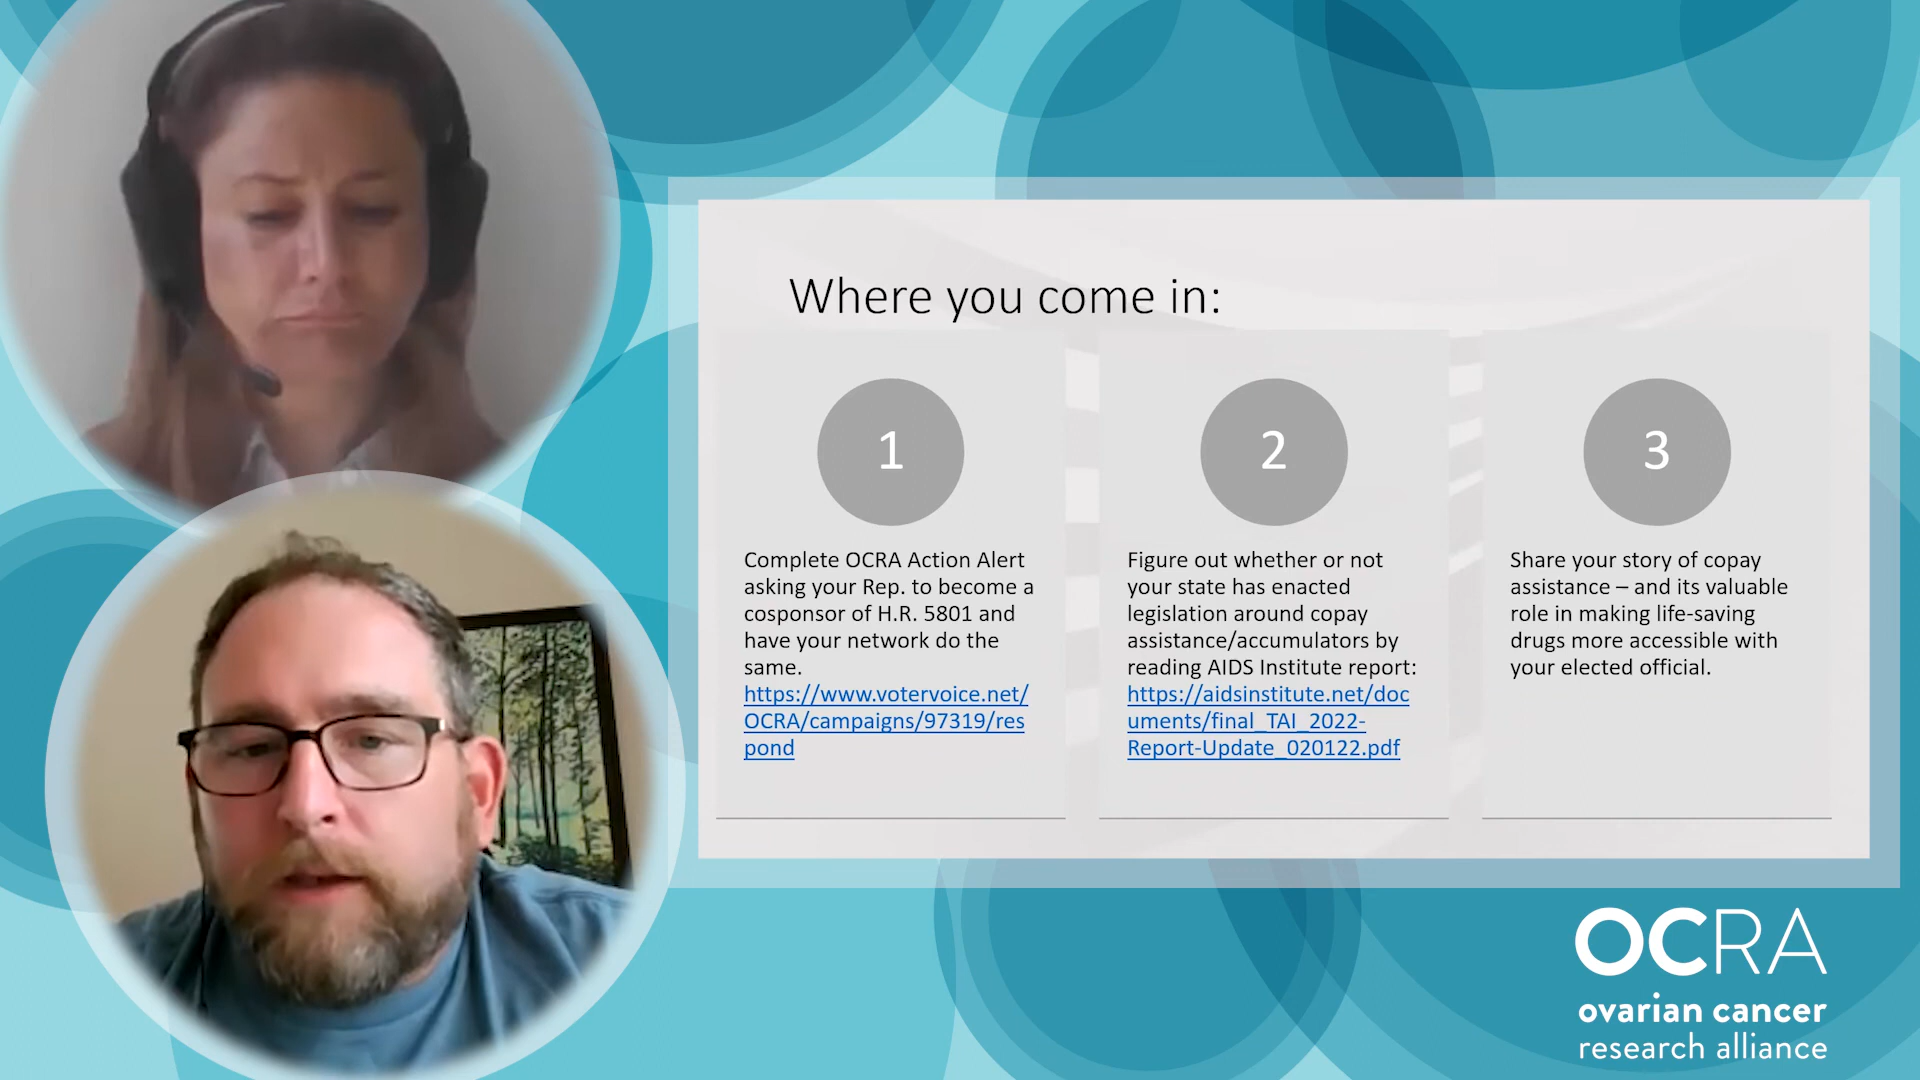 Where you come in:
1
Complete OCRA Action Alert
asking your Rep. to become a
cosponsor of H.R. 5801 and
have your network do the
same.
https://www.votervoice.net/
OCRA/campaigns/97319/res
pond
2
Figure out whether or not
your state has enacted
legislation around copay
assistance/accumulators by
reading AIDS Institute report:
https://aidsinstitute.net/doc
uments/final_TAI_2022-
Report-Update_020122.pdf
3
Share your story of copay
assistance – and its valuable
role in making life-saving
drugs more accessible with
your elected official.
OCRA
ovarian cancer
research alliance